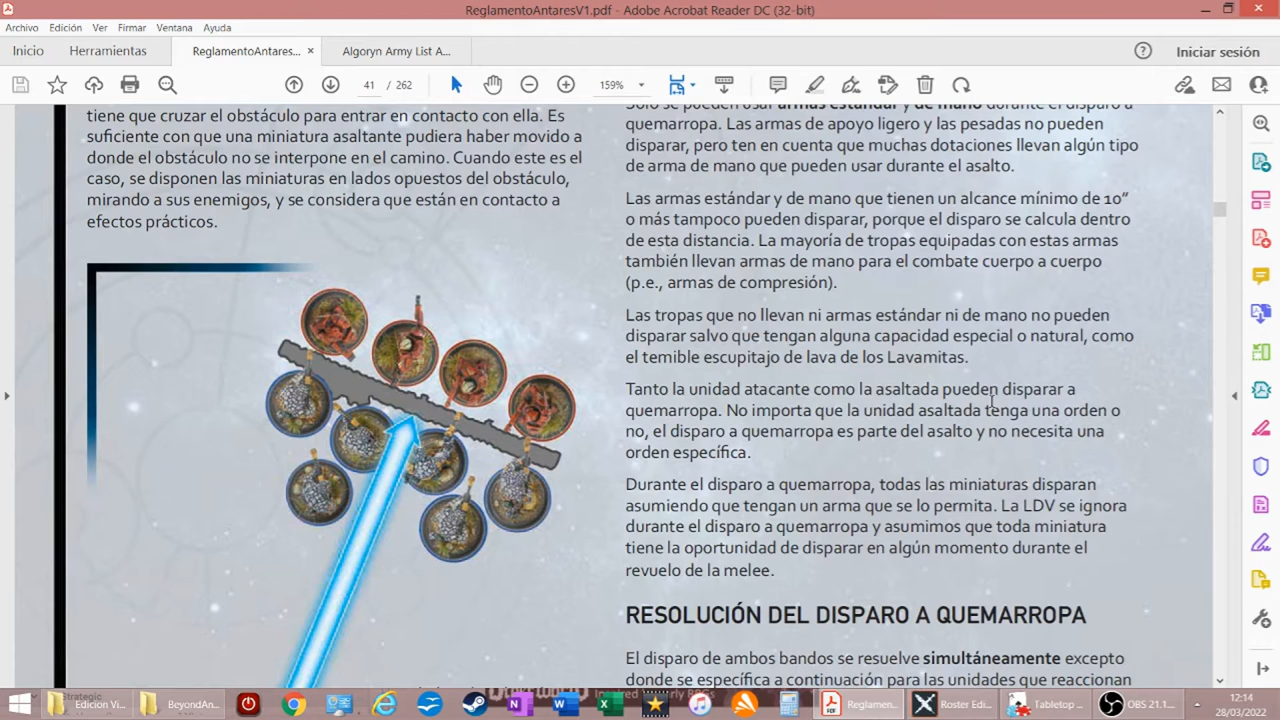 ReglamentoAntaresV1.pdf - Adobe Acrobat Reader DC (32-bit)
Archivo Edición Ver Firmar Ventana Ayuda
Inicio Herramientas ReglamentoAntares... × Algoryn Army List A... Iniciar sesión
41 / 262 159%
tiene que cruzar el obstáculo para entrar en contacto con ella. Es
suficiente con que una miniatura asaltante pudiera haber movido a
donde el obstáculo no se interpone en el camino. Cuando este es el
caso, se disponen las miniaturas en lados opuestos del obstáculo,
mirando a sus enemigos, y se considera que están en contacto a
efectos prácticos.
Solo se pueden usar armas estándar y de mano durante el disparo a
quemarropa. Las armas de apoyo ligero y las pesadas no pueden
disparar, pero ten en cuenta que muchas dotaciones llevan algún tipo
de arma de mano que pueden usar durante el asalto.
Las armas estándar y de mano que tienen un alcance mínimo de 10”
o más tampoco pueden disparar, porque el disparo se calcula dentro
de esta distancia. La mayoría de tropas equipadas con estas armas
también llevan armas de mano para el combate cuerpo a cuerpo
(p.e., armas de compresión).
Las tropas que no llevan ni armas estándar ni de mano no pueden
disparar salvo que tengan alguna capacidad especial o natural, como
el temible escupitajo de lava de los Lavamitas.
Tanto la unidad atacante como la asaltada pueden disparar a
quemarropa. No importa que la unidad asaltada tenga una orden o
no, el disparo a quemarropa es parte del asalto y no necesita una
orden específica.
Durante el disparo a quemarropa, todas las miniaturas disparan
asumiendo que tengan un arma que se lo permita. La LDV se ignora
durante el disparo a quemarropa y asumimos que toda miniatura
tiene la oportunidad de disparar en algún momento durante el
revuelo de la melee.
RESOLUCIÓN DEL DISPARO A QUEMARROPA
El disparo de ambos bandos se resuelve simultáneamente excepto
donde se especifica a continuación para las unidades que reaccionan
Strategic
Edición Vi... BeyondAn... Reglamen... Roster Edi... Tabletop ... OBS 21.1...
12:14
28/03/2022